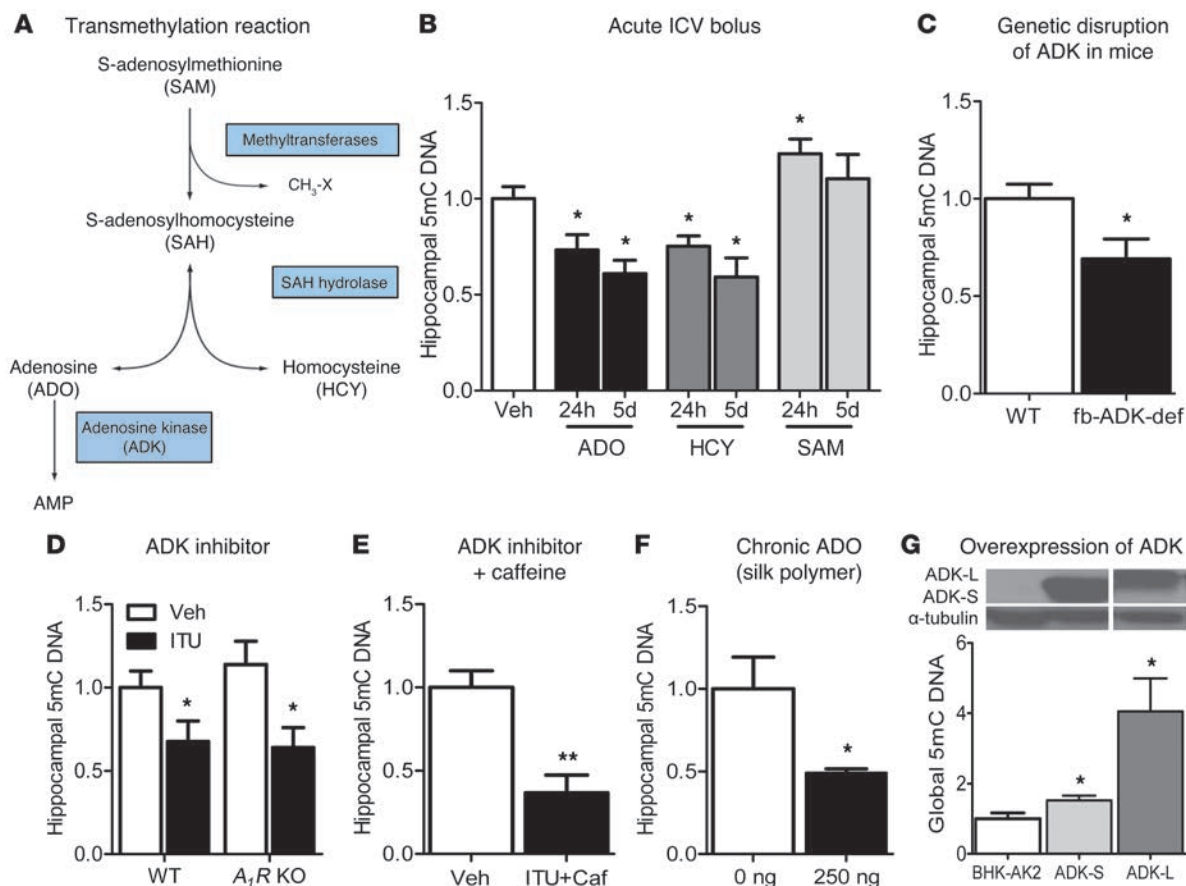 A Transmethylation reaction
S-adenosylmethionine
(SAM)
Methyltransferases
CH3-X
S-adenosylhomocysteine
(SAH)
SAH hydrolase
Adenosine
(ADO)
Homocysteine
(HCY)
Adenosine kinase
(ADK)
AMP
B Acute ICV bolus
Hippocampal 5mC DNA
1.5
1.0
0.5
0.0
* * * * *
Veh 24h 5d 24h 5d 24h 5d
ADO HCY SAM
C Genetic disruption
of ADK in mice
Hippocampal 5mC DNA
1.5
1.0
0.5
0.0
*
WT fb-ADK-def
D ADK inhibitor
Hippocampal 5mC DNA
1.5
1.0
0.5
0.0
Veh
ITU
* *
WT A1R KO
E ADK inhibitor
+ caffeine
Hippocampal 5mC DNA
1.5
1.0
0.5
0.0
**
Veh ITU+Caf
F Chronic ADO
(silk polymer)
Hippocampal 5mC DNA
1.5
1.0
0.5
0.0
*
0 ng 250 ng
G Overexpression of ADK
ADK-L
ADK-S
α-tubulin
Global 5mC DNA
6
4
2
0
* *
BHK-AK2 ADK-S ADK-L